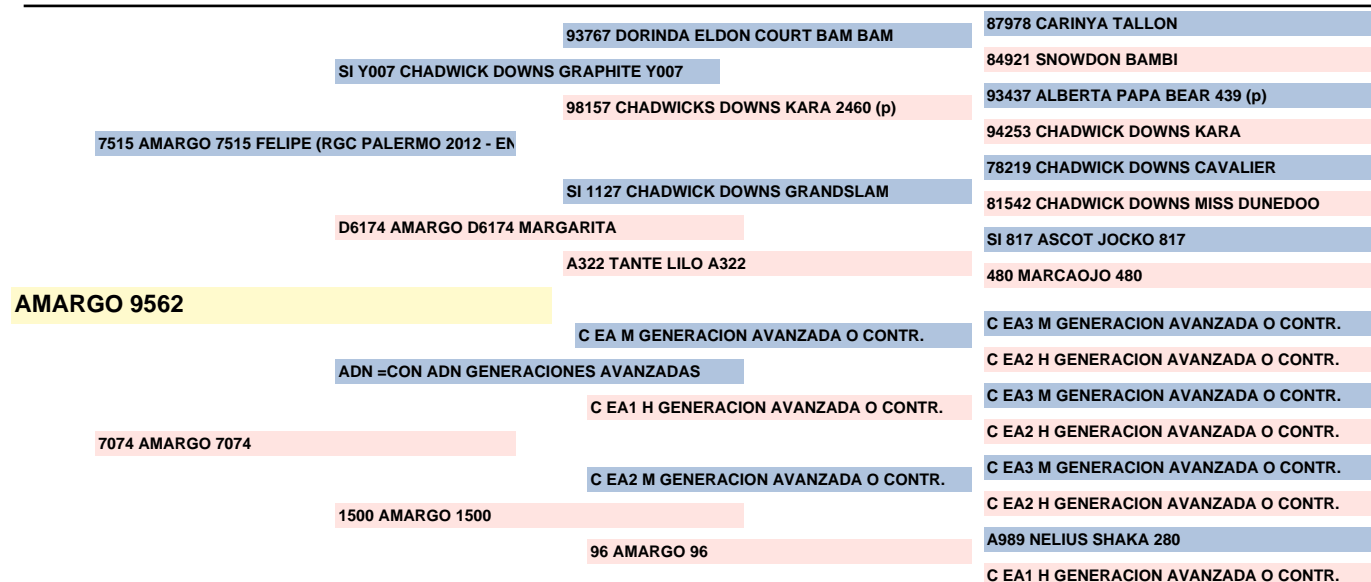 87978 CARINYA TALLON
93767 DORINDA ELDON COURT BAM BAM
84921 SNOWDON BAMBI
SI Y007 CHADWICK DOWNS GRAPHITE Y007
93437 ALBERTA PAPA BEAR 439 (p)
98157 CHADWICKS DOWNS KARA 2460 (p)
94253 CHADWICK DOWNS KARA
7515 AMARGO 7515 FELIPE (RGC PALERMO 2012 - EN
78219 CHADWICK DOWNS CAVALIER
SI 1127 CHADWICK DOWNS GRANDSLAM
81542 CHADWICK DOWNS MISS DUNEDOO
D6174 AMARGO D6174 MARGARITA
SI 817 ASCOT JOCKO 817
A322 TANTE LILO A322
480 MARCAOJO 480
AMARGO 9562
C EA3 M GENERACION AVANZADA O CONTR.
C EA M GENERACION AVANZADA O CONTR.
C EA2 H GENERACION AVANZADA O CONTR.
ADN =CON ADN GENERACIONES AVANZADAS
C EA3 M GENERACION AVANZADA O CONTR.
C EA1 H GENERACION AVANZADA O CONTR.
C EA2 H GENERACION AVANZADA O CONTR.
7074 AMARGO 7074
C EA3 M GENERACION AVANZADA O CONTR.
C EA2 M GENERACION AVANZADA O CONTR.
C EA2 H GENERACION AVANZADA O CONTR.
1500 AMARGO 1500
A989 NELIUS SHAKA 280
96 AMARGO 96
C EA1 H GENERACION AVANZADA O CONTR.